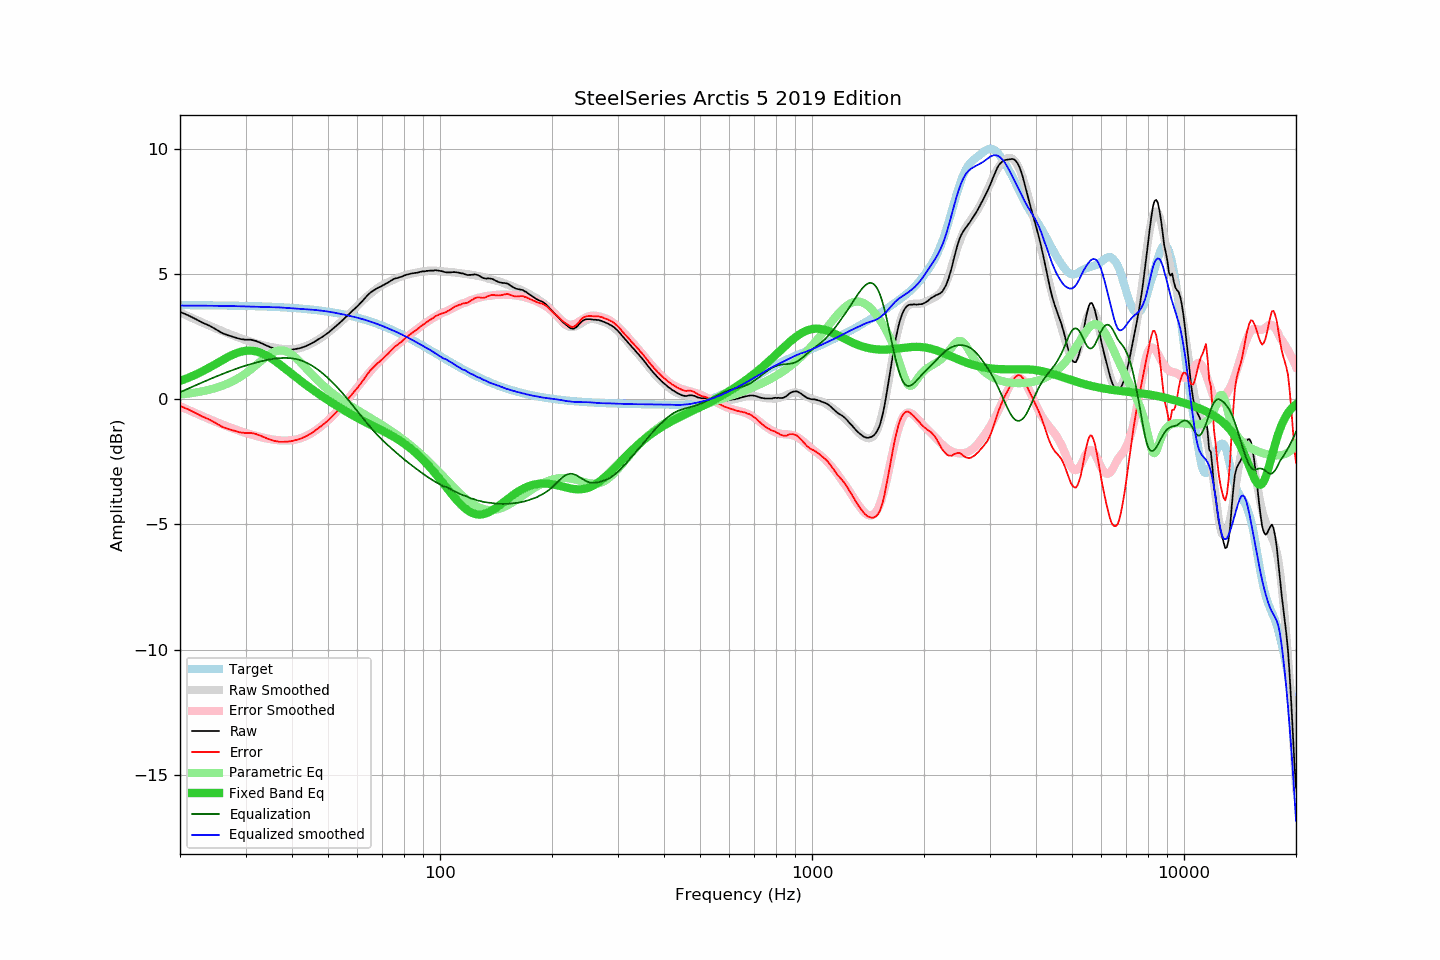 SteelSeries Arctis 5 2019 Edition
Amplitude (dBr)
10
5
0
−5
−10
−15
Target
Raw Smoothed
Error Smoothed
Raw
Error
Parametric Eq
Fixed Band Eq
Equalization
Equalized smoothed
100
1000
10000
Frequency (Hz)